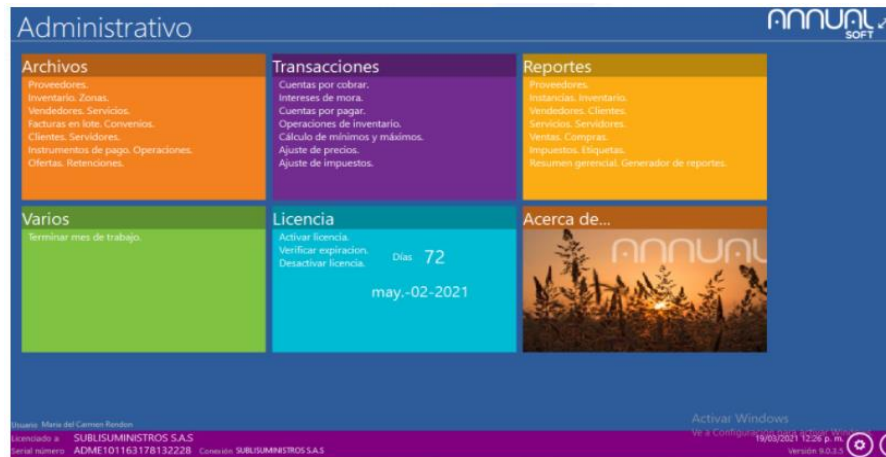 Administrativo
ANNUAL
SOFT
Archivos
Proveedores.
Inventario. Zonas.
Vendedores. Servicios.
Facturas en lote. Convenios.
Clientes. Servidores.
Instrumentos de pago. Operaciones.
Ofertas. Retenciones.
Transacciones
Cuentas por cobrar.
Intereses de mora.
Cuentas por pagar.
Operaciones de inventario.
Cálculo de mínimos y máximos.
Ajuste de precios.
Ajuste de impuestos.
Reportes
Proveedores.
Instancias. Inventario.
Vendedores. Clientes.
Servicios. Servidores.
Ventas. Compras.
Impuestos. Etiquetas.
Resumen gerencial. Generador de reportes.
Varios
Terminar mes de trabajo.
Licencia
Activar licencia.
Verificar expiracion.
Desactivar licencia.
Días 72
may.-02-2021
Acerca de...
ANNUAL
Activar Windows
Ve a Configuración para activar Windows
Usuario Maria del Carmen Rendon
Licenciado a SUBLISUMINISTROS S.A.S
Serial número ADME101163178132228 Conexión SUBLISUMINISTROS S.A.S
19/03/2021 12:26 p. m.
Versión 9.0.3.5